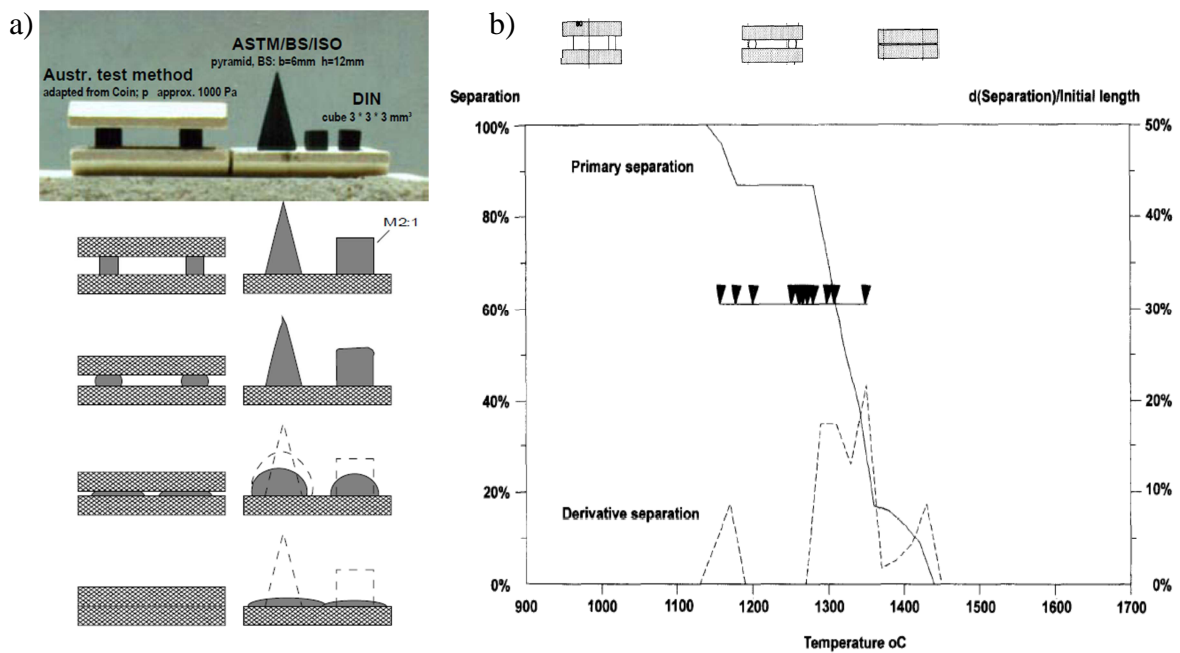 a)
ASTM/BS/ISO
pyramid, BS: b=6mm h=12mm
Austr. test method
adapted from Coin; p approx. 1000 Pa
DIN
cube 3 * 3 * 3 mm³
M2:1
b)
Separation
d(Separation)/Initial length
100%
80%
60%
40%
20%
0%
50%
40%
30%
20%
10%
0%
Primary separation
Derivative separation
900 1000 1100 1200 1300 1400 1500 1600 1700
Temperature oC